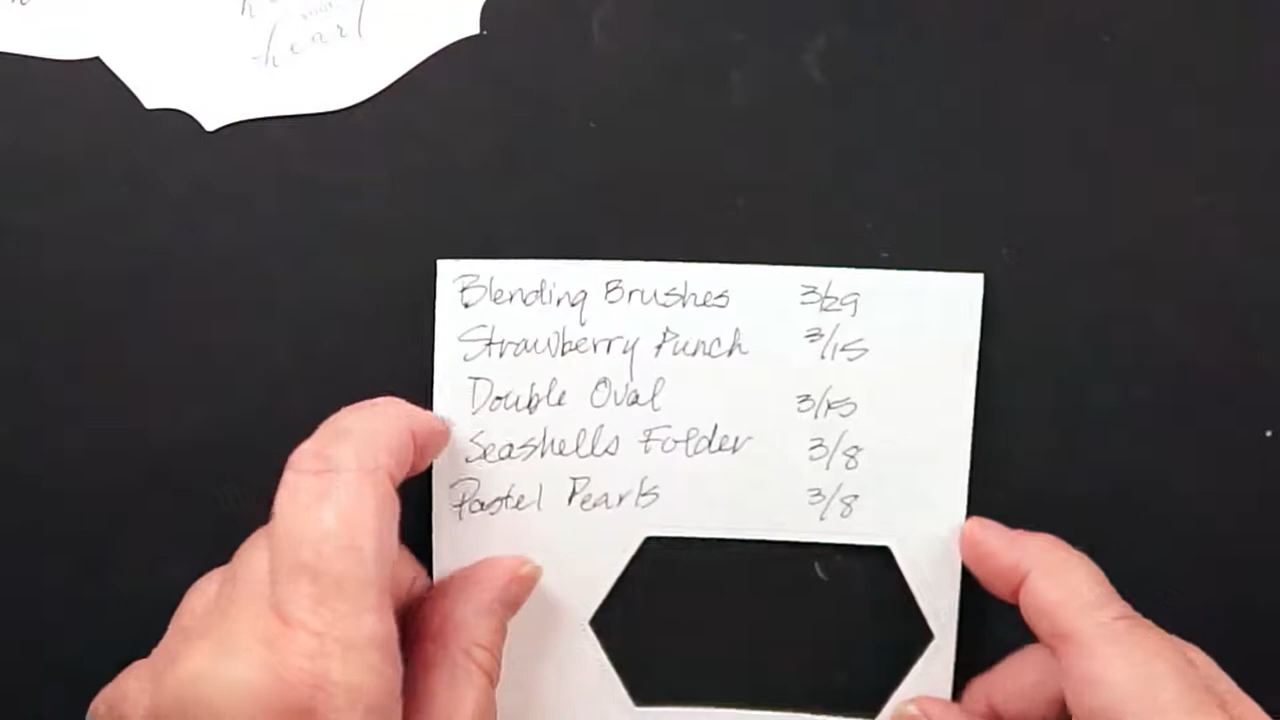 heart
Blending Brushes 3/29
Strawberry Punch 3/15
Double Oval 3/15
Seashells Folder 3/8
Pastel Pearls 3/8